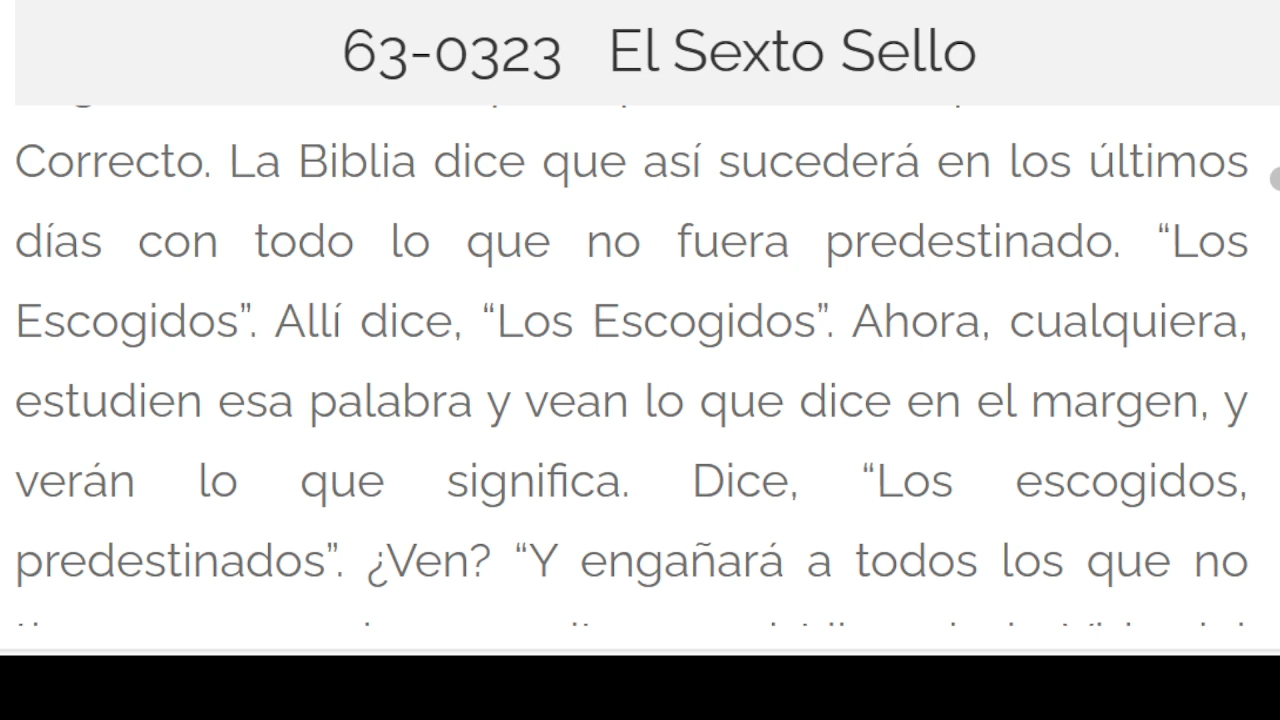 63-0323 El Sexto Sello
Correcto. La Biblia dice que así sucederá en los últimos
días con todo lo que no fuera predestinado. “Los
Escogidos”. Allí dice, “Los Escogidos”. Ahora, cualquiera,
estudien esa palabra y vean lo que dice en el margen, y
verán lo que significa. Dice, “Los escogidos,
predestinados”. ¿Ven? “Y engañará a todos los que no